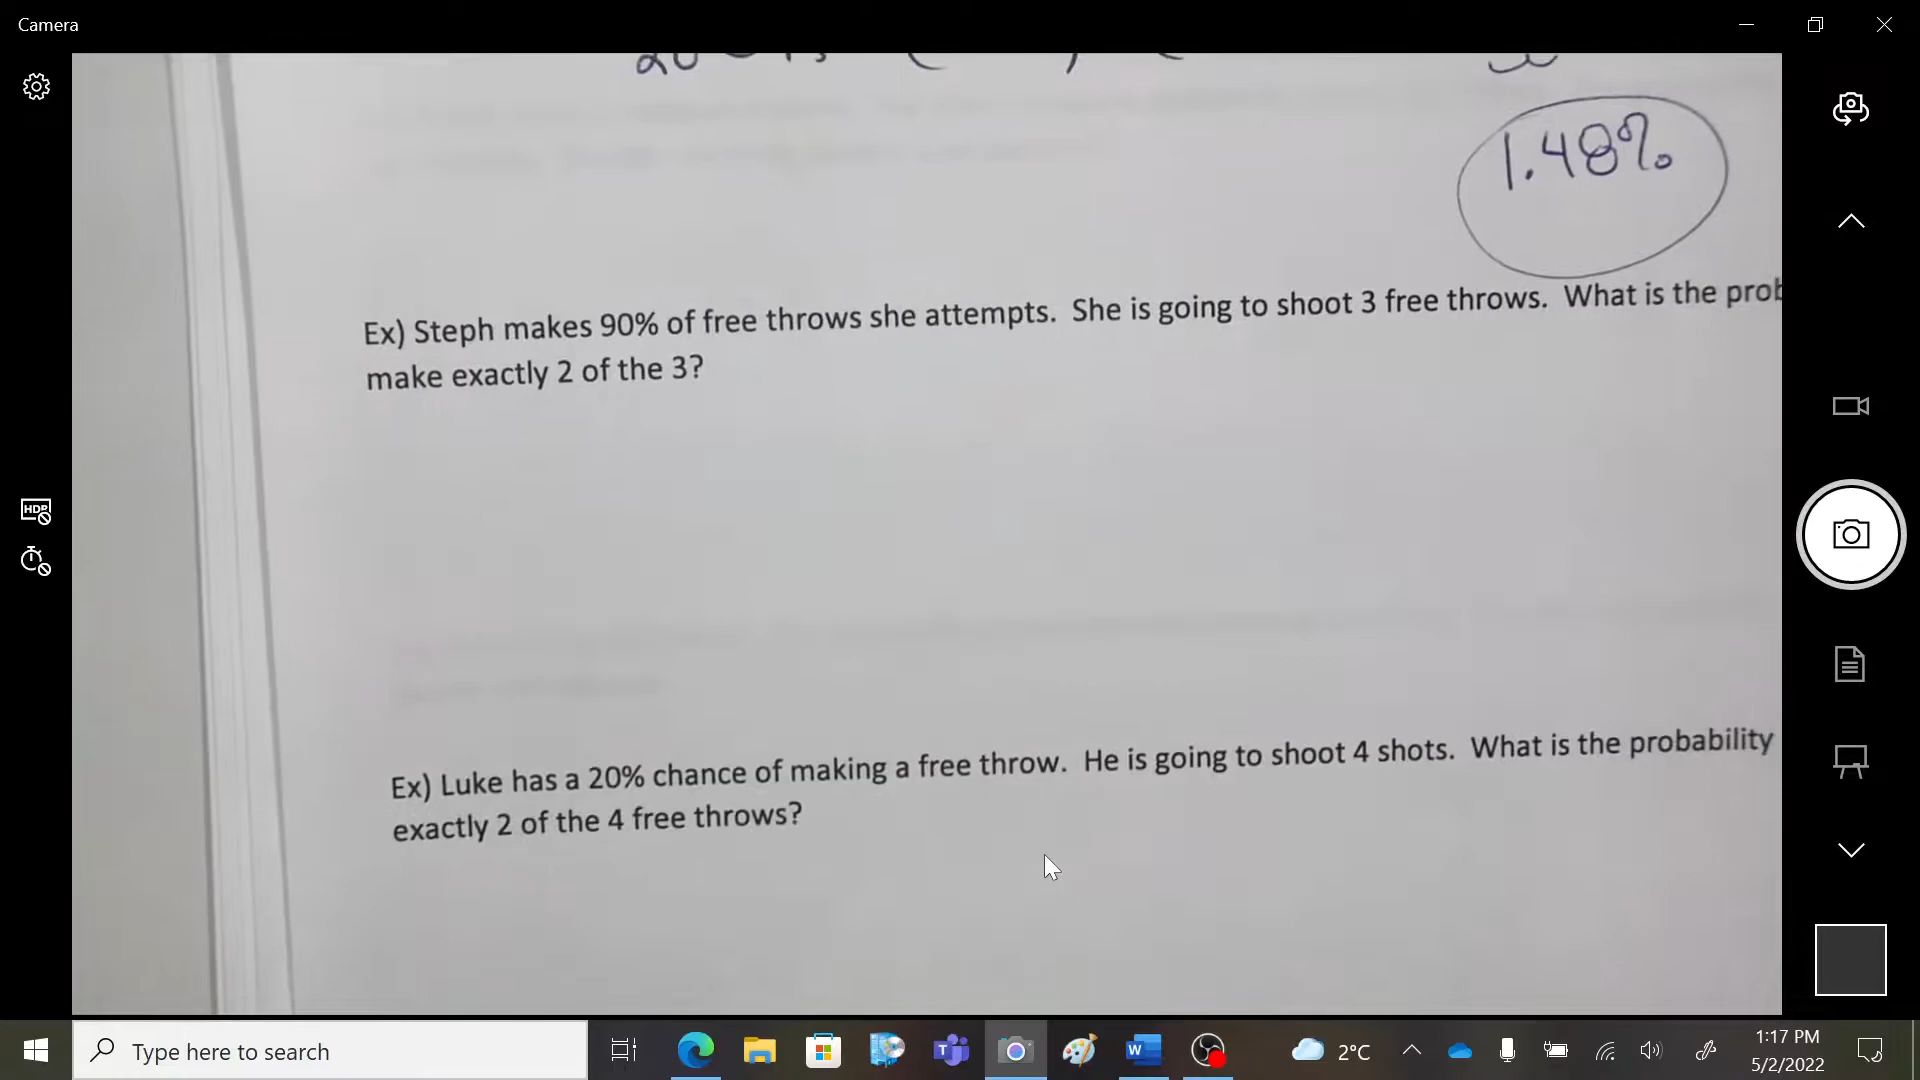 Camera
1.48%
Ex) Steph makes 90% of free throws she attempts. She is going to shoot 3 free throws. What is the prob
make exactly 2 of the 3?
Ex) Luke has a 20% chance of making a free throw. He is going to shoot 4 shots. What is the probability
exactly 2 of the 4 free throws?
HDR
Type here to search
2°C
1:17 PM
5/2/2022